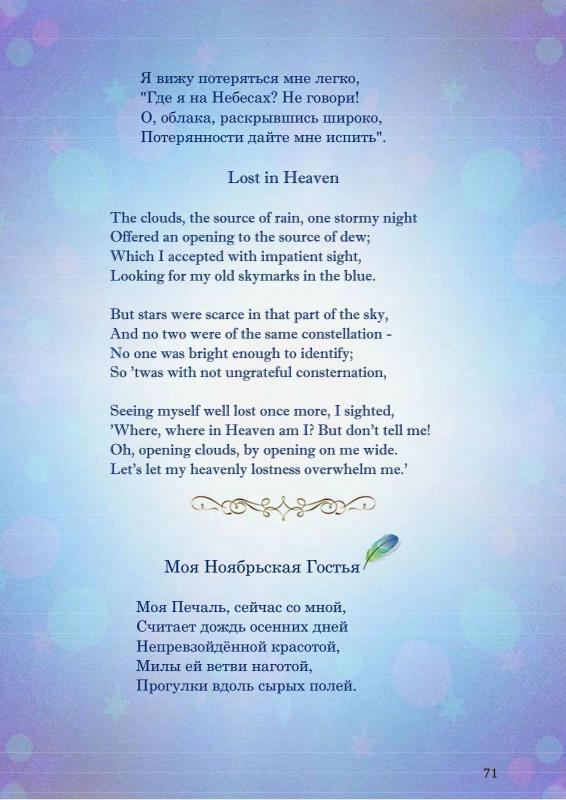 Я вижу потеряться мне легко,
"Где я на Небесах? Не говори!
О, облака, раскрывшись широко,
Потерянности дайте мне испить".
Lost in Heaven
The clouds, the source of rain, one stormy night
Offered an opening to the source of dew;
Which I accepted with impatient sight,
Looking for my old skymarks in the blue.
But stars were scarce in that part of the sky,
And no two were of the same constellation -
No one was bright enough to identify;
So ’twas with not ungrateful consternation,
Seeing myself well lost once more, I sighted,
’Where, where in Heaven am I? But don’t tell me!
Oh, opening clouds, by opening on me wide.
Let’s let my heavenly lostness overwhelm me.’
Моя Ноябрьская Гостья
Моя Печаль, сейчас со мной,
Считает дождь осенних дней
Непревзойдённой красотой,
Милы ей ветви наготой,
Прогулки вдоль сырых полей.
71